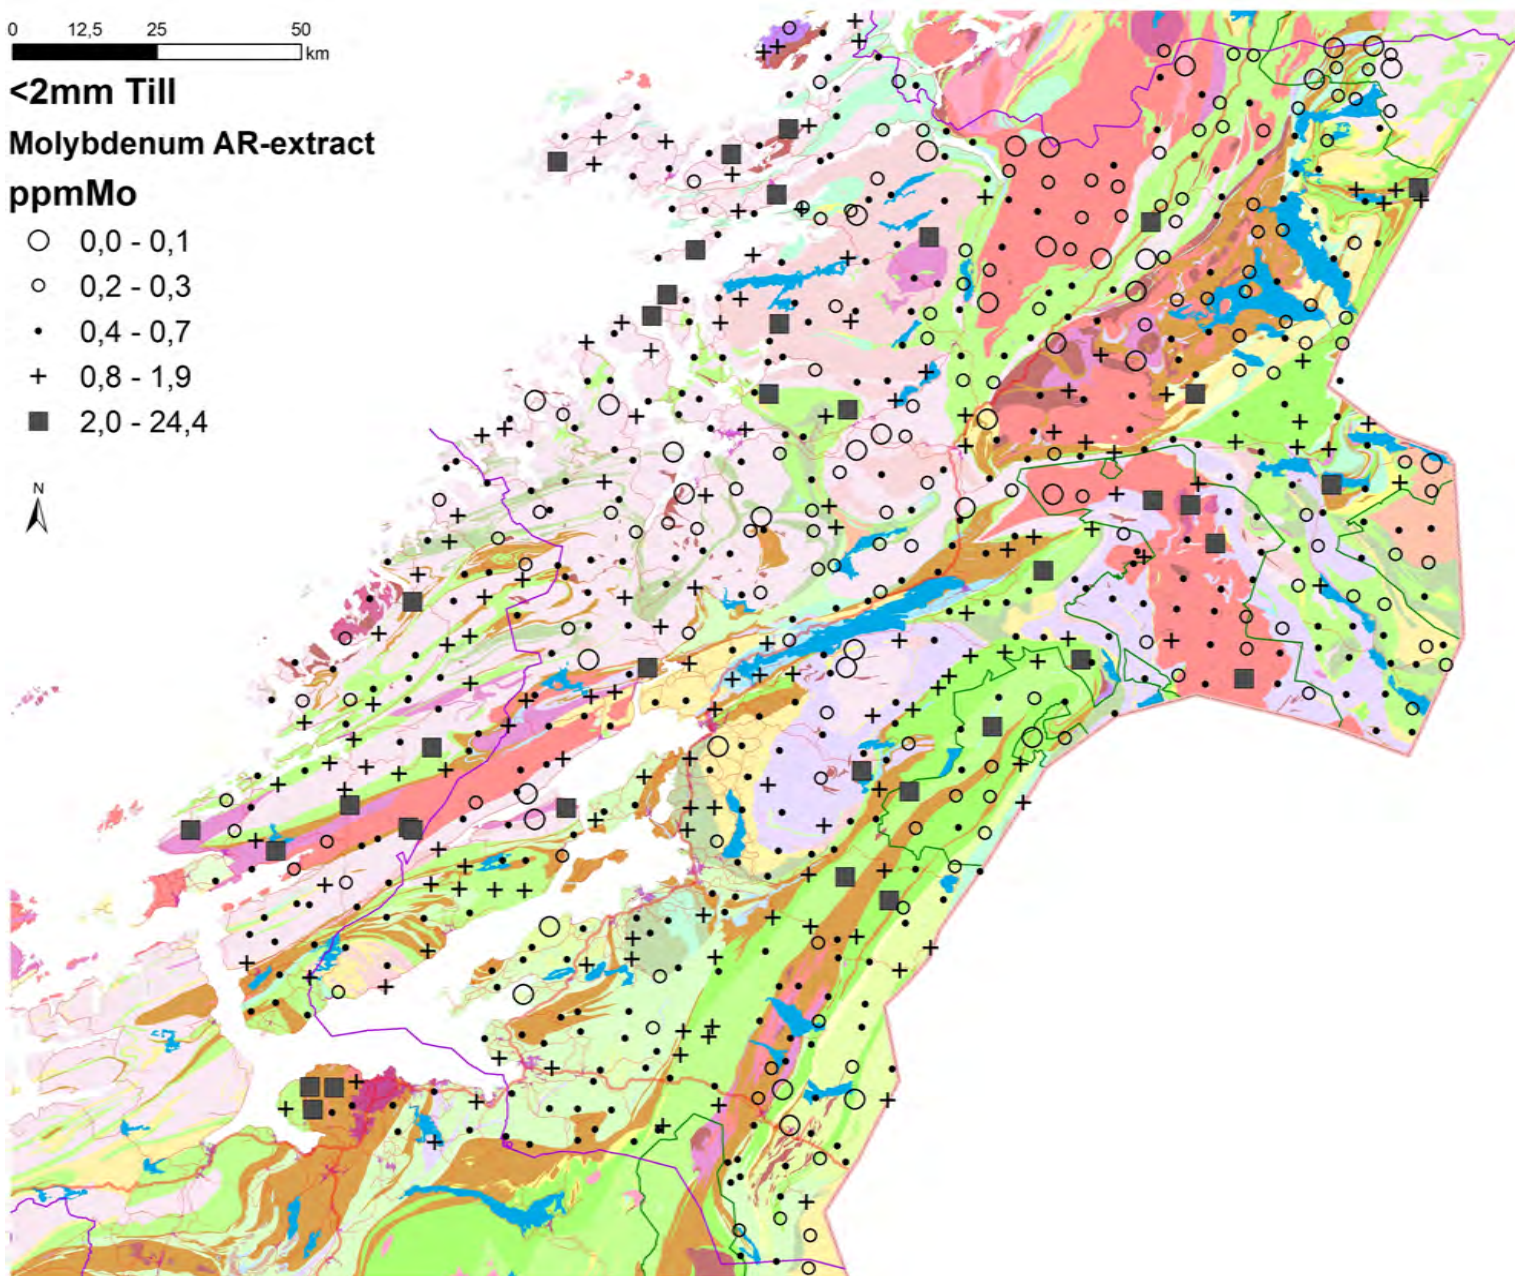 0 12,5 25 50
km
<2mm Till
Molybdenum AR-extract
ppmMo
0,0 - 0,1
0,2 - 0,3
0,4 - 0,7
0,8 - 1,9
2,0 - 24,4
N